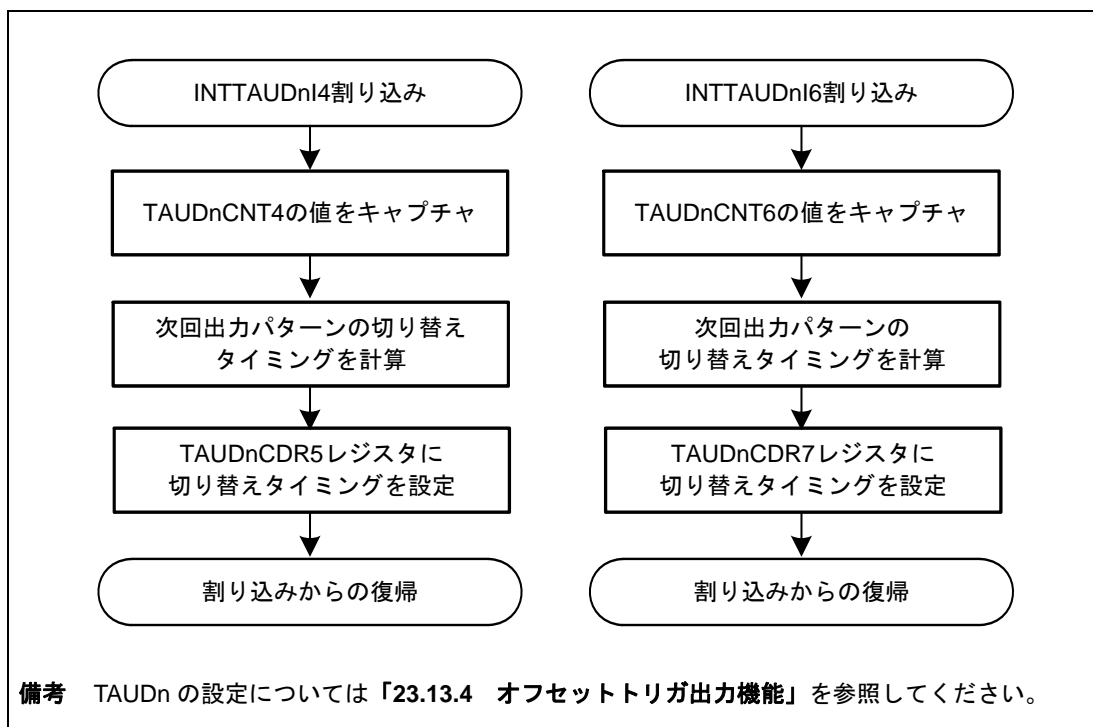 INTTAUDnI4割り込み
TAUDnCNT4の値をキャプチャ
次回出力パターンの切り替え
タイミングを計算
TAUDnCDR5レジスタに
切り替えタイミングを設定
割り込みからの復帰
INTTAUDnI6割り込み
TAUDnCNT6の値をキャプチャ
次回出力パターンの
切り替えタイミングを計算
TAUDnCDR7レジスタに
切り替えタイミングを設定
割り込みからの復帰
備考 TAUDn の設定については「23.13.4 オフセットトリガ出力機能」を参照してください。